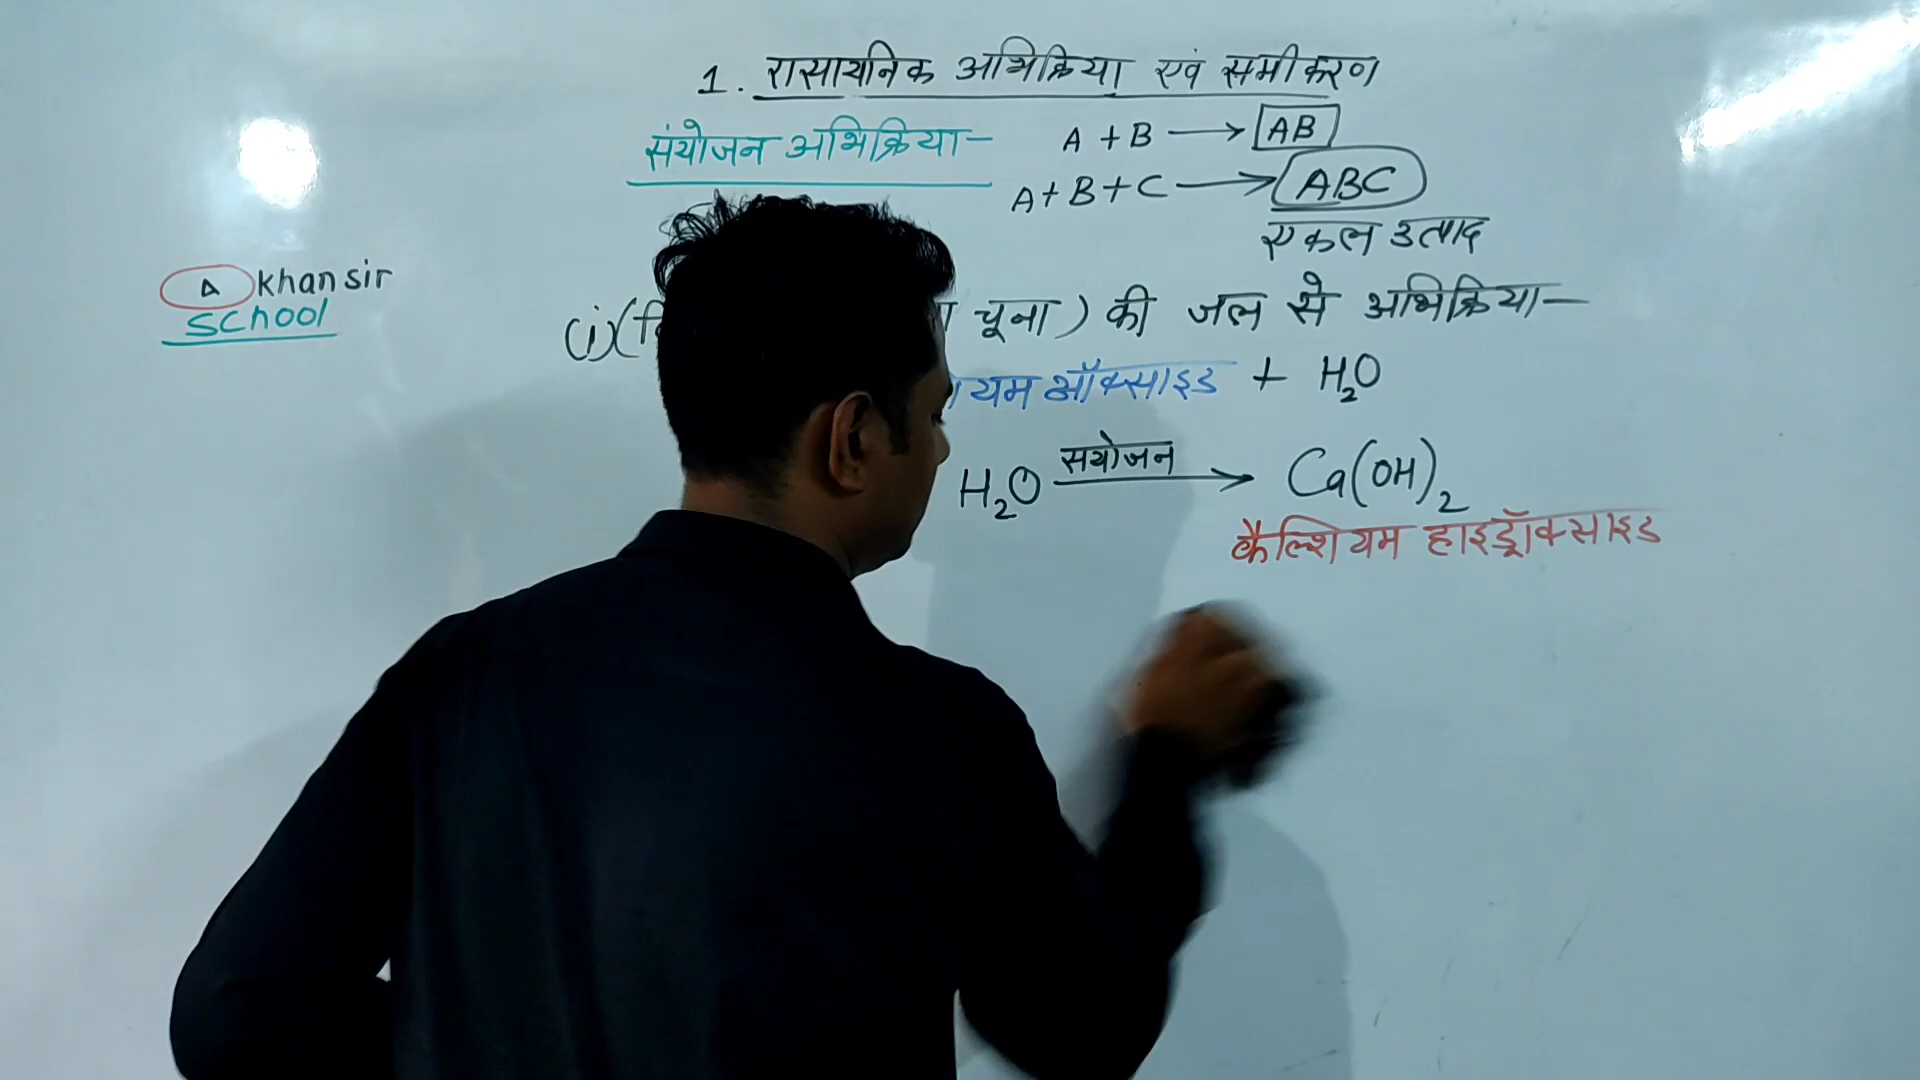 1. रासायनिक अभिक्रिया एवं समीकरण
संयोजन अभिक्रिया- A + B ⟶ AB
A + B + C ⟶ ABC
एकल उत्पाद
A khan sir
School
(i) ( चूना) की जल से अभिक्रिया-
ऑक्साइड + H₂O
H₂O सयोजन ⟶ Ca(OH)₂
कैल्शियम हाइड्रॉक्साइड